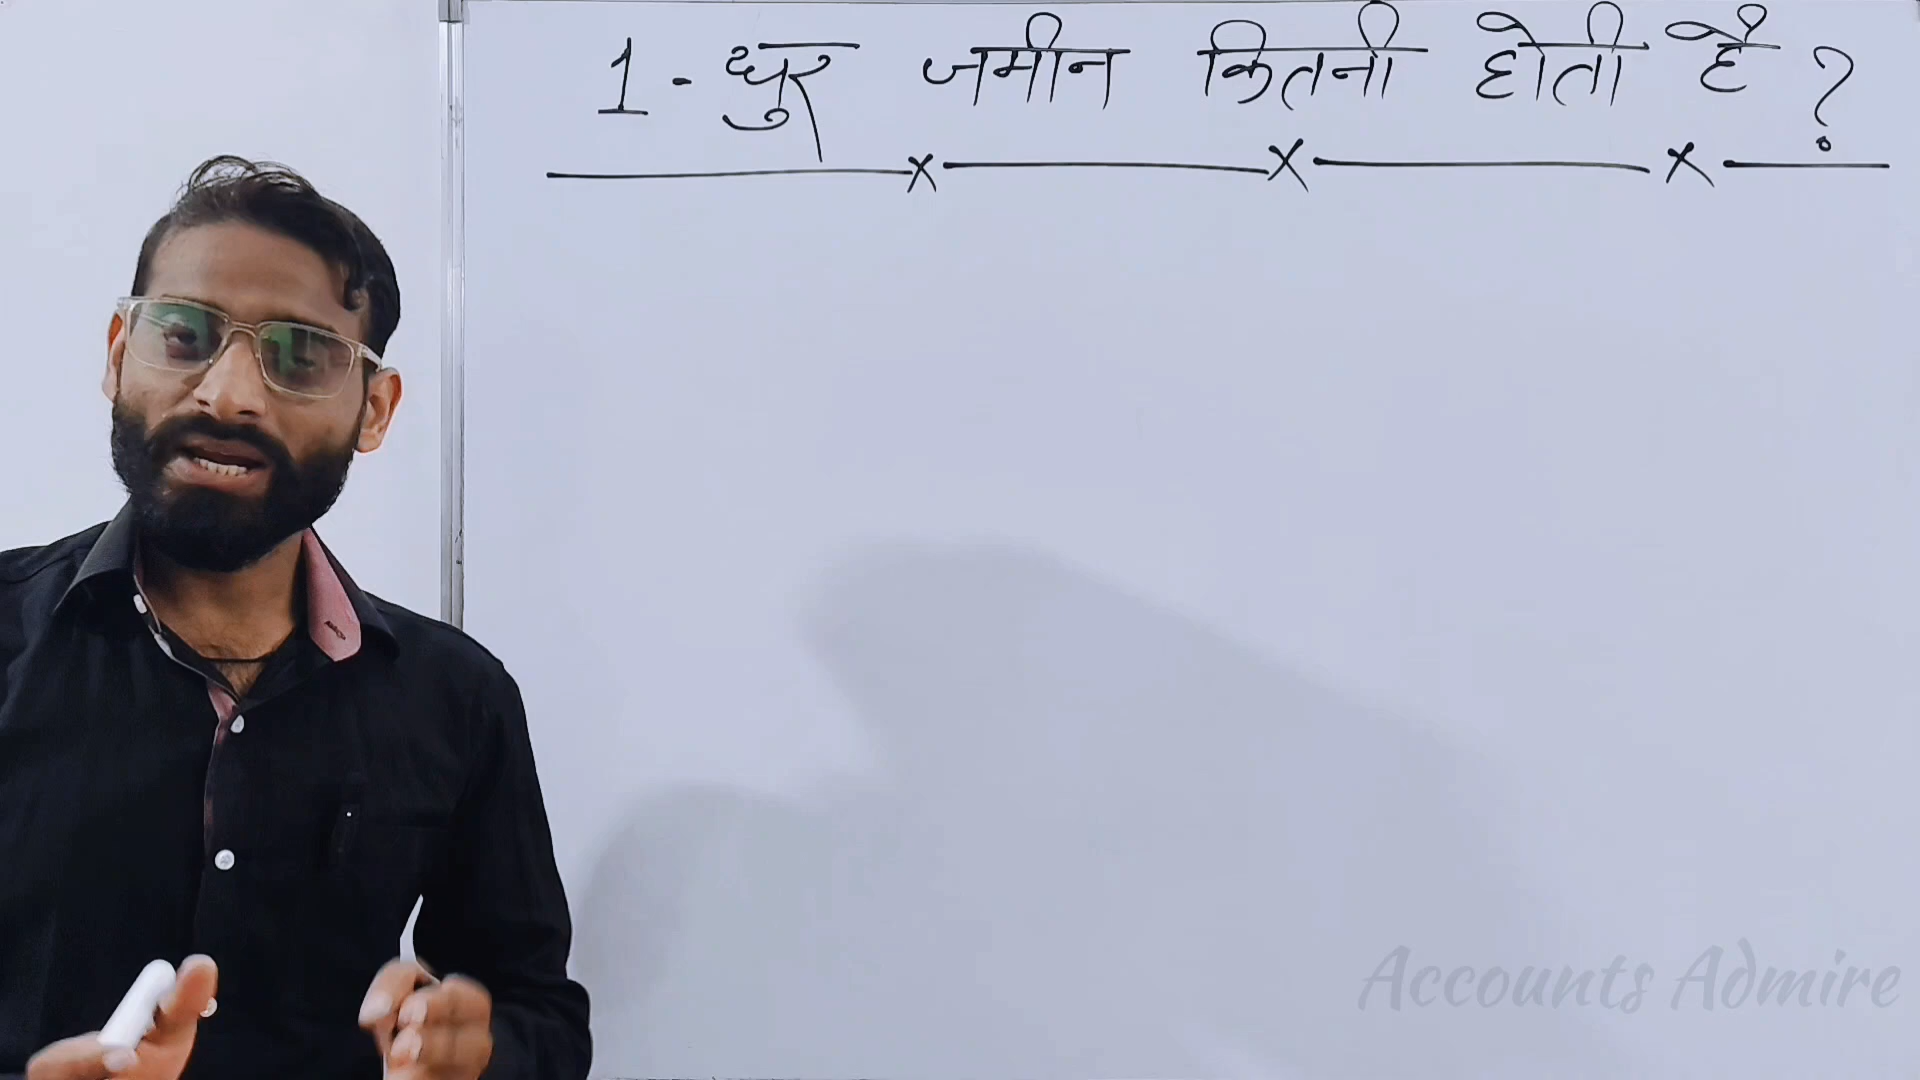 1 - धुर जमीन कितनी होती है ?
Accounts Admire